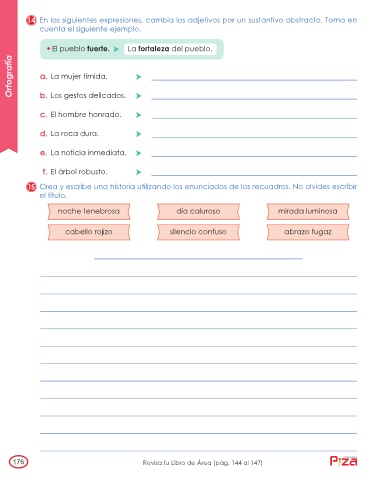 14 En las siguientes expresiones, cambia los adjetivos por un sustantivo abstracto. Toma en
cuenta el siguiente ejemplo.
• El pueblo fuerte. La fortaleza del pueblo.
Ortografía
a. La mujer tímida.
b. Los gestos delicados.
c. El hombre honrado.
d. La roca dura.
e. La noticia inmediata.
f. El árbol robusto.
15 Crea y escribe una historia utilizando los enunciados de los recuadros. No olvides escribir
el título.
noche tenebrosa día caluroso mirada luminosa
cabello rojizo silencio confuso abrazo fugaz
176 Revisa tu Libro de Área (pág. 144 al 147)